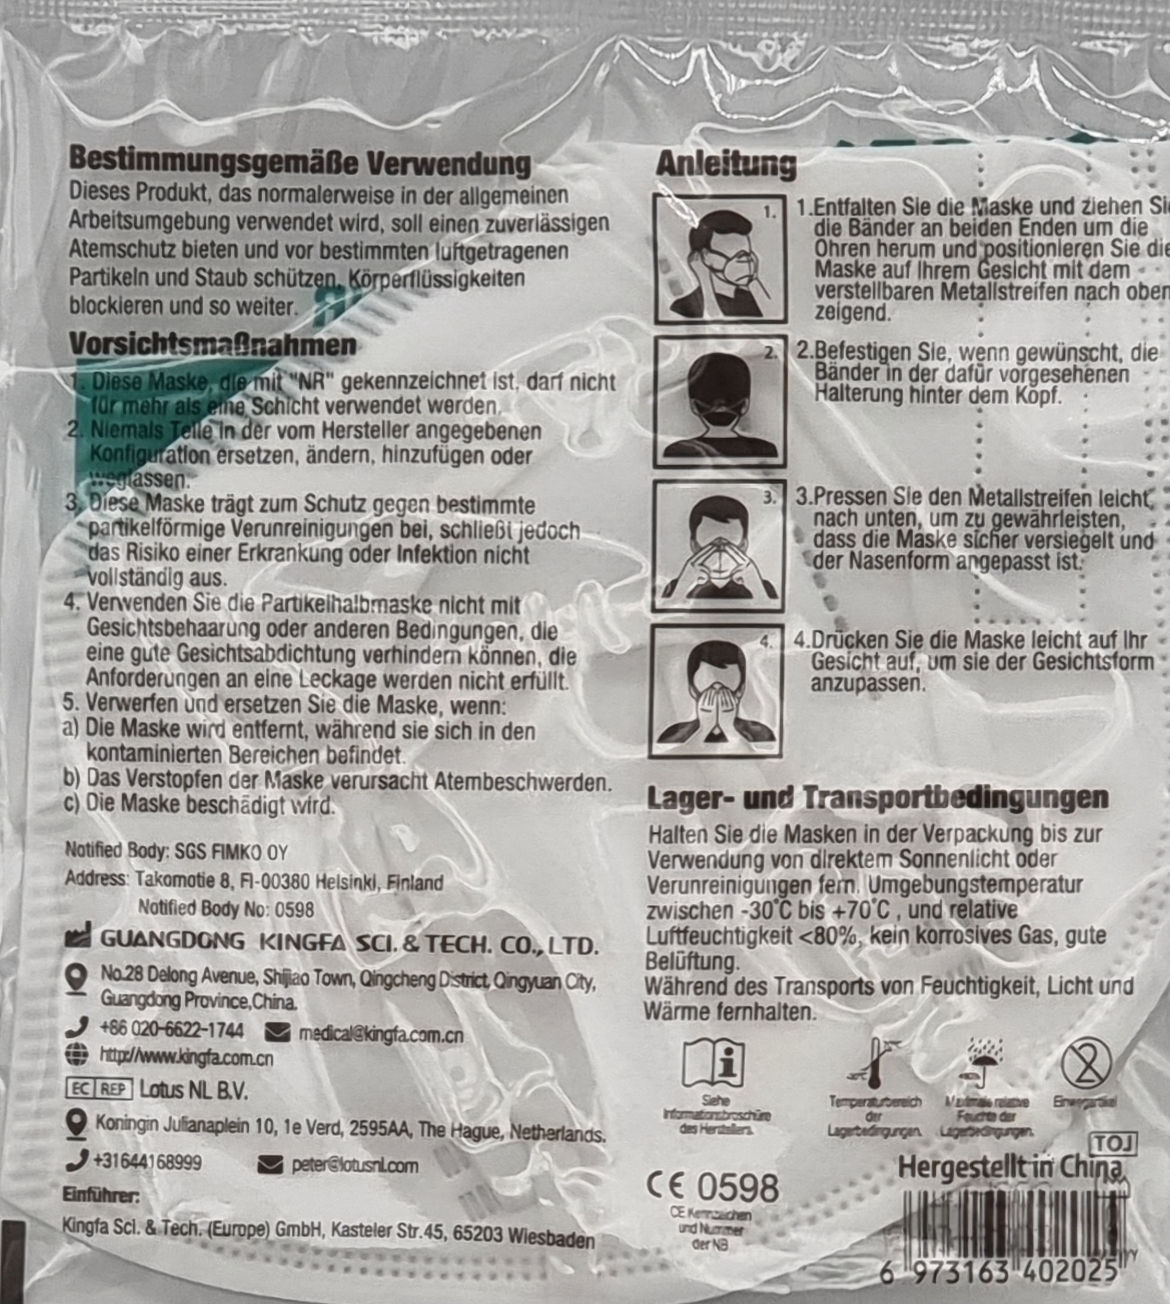 Bestimmungsgemäße Verwendung
Dieses Produkt, das normalerweise in der allgemeinen
Arbeitsumgebung verwendet wird, soll einen zuverlässigen
Atemschutz bieten und vor bestimmten luftgetragenen
Partikeln und Staub schützen, Körperflüssigkeiten
blockieren und so weiter.
Vorsichtsmaßnahmen
1. Diese Maske, die mit "NR" gekennzeichnet ist, darf nicht
für mehr als eine Schicht verwendet werden.
2. Niemals Teile in der vom Hersteller angegebenen
Konfiguration ersetzen, ändern, hinzufügen oder
weglassen.
3. Diese Maske trägt zum Schutz gegen bestimmte
partikelförmige Verunreinigungen bei, schließt jedoch
das Risiko einer Erkrankung oder Infektion nicht
vollständig aus.
4. Verwenden Sie die Partikelhalbmaske nicht mit
Gesichtsbehaarung oder anderen Bedingungen, die
eine gute Gesichtsabdichtung verhindern können, die
Anforderungen an eine Leckage werden nicht erfüllt.
5. Verwerfen und ersetzen Sie die Maske, wenn:
a) Die Maske wird entfernt, während sie sich in den
kontaminierten Bereichen befindet.
b) Das Verstopfen der Maske verursacht Atembeschwerden.
c) Die Maske beschädigt wird.
Notified Body: SGS FIMKO OY
Address: Takomotie 8, FI-00380 Helsinki, Finland
Notified Body No: 0598
GUANGDONG KINGFA SCI. & TECH. CO., LTD.
No.28 Delong Avenue, Shijiao Town, Qingcheng District, Qingyuan City,
Guangdong Province,China.
+86 020-6622-1744 medical@kingfa.com.cn
http://www.kingfa.com.cn
EC REP Lotus NL B.V.
Koningin Julianaplein 10, 1e Verd, 2595AA, The Hague, Netherlands.
+31644168999 peter@lotusnl.com
Einführer:
Kingfa Sci. & Tech. (Europe) GmbH, Kasteler Str.45, 65203 Wiesbaden
Anleitung
1.
1.Entfalten Sie die Maske und ziehen Sie
die Bänder an beiden Enden um die
Ohren herum und positionieren Sie die
Maske auf Ihrem Gesicht mit dem
verstellbaren Metallstreifen nach oben
zeigend.
2.
2.Befestigen Sie, wenn gewünscht, die
Bänder in der dafür vorgesehenen
Halterung hinter dem Kopf.
3.
3.Pressen Sie den Metallstreifen leicht
nach unten, um zu gewährleisten,
dass die Maske sicher versiegelt und
der Nasenform angepasst ist.
4.
4.Drücken Sie die Maske leicht auf Ihr
Gesicht auf, um sie der Gesichtsform
anzupassen.
Lager- und Transportbedingungen
Halten Sie die Masken in der Verpackung bis zur
Verwendung von direktem Sonnenlicht oder
Verunreinigungen fern. Umgebungstemperatur
zwischen -30℃ bis +70℃ , und relative
Luftfeuchtigkeit <80%, kein korrosives Gas, gute
Belüftung.
Während des Transports von Feuchtigkeit, Licht und
Wärme fernhalten.
Siehe
Informationsbroschüre
des Herstellers.
Temperaturbereich
der
Lagerbedingungen.
Maximale relative
Feuchte der
Lagerbedingungen.
Einwegartikel
TOJ
Hergestellt in China
CE 0598
CE Kennzeichen
und Nummer
der NB
6 973163 402025